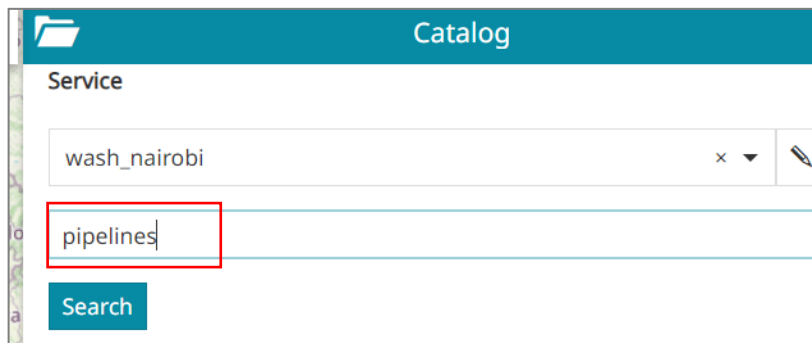 Catalog
Service
wash_nairobi
pipelines
Search